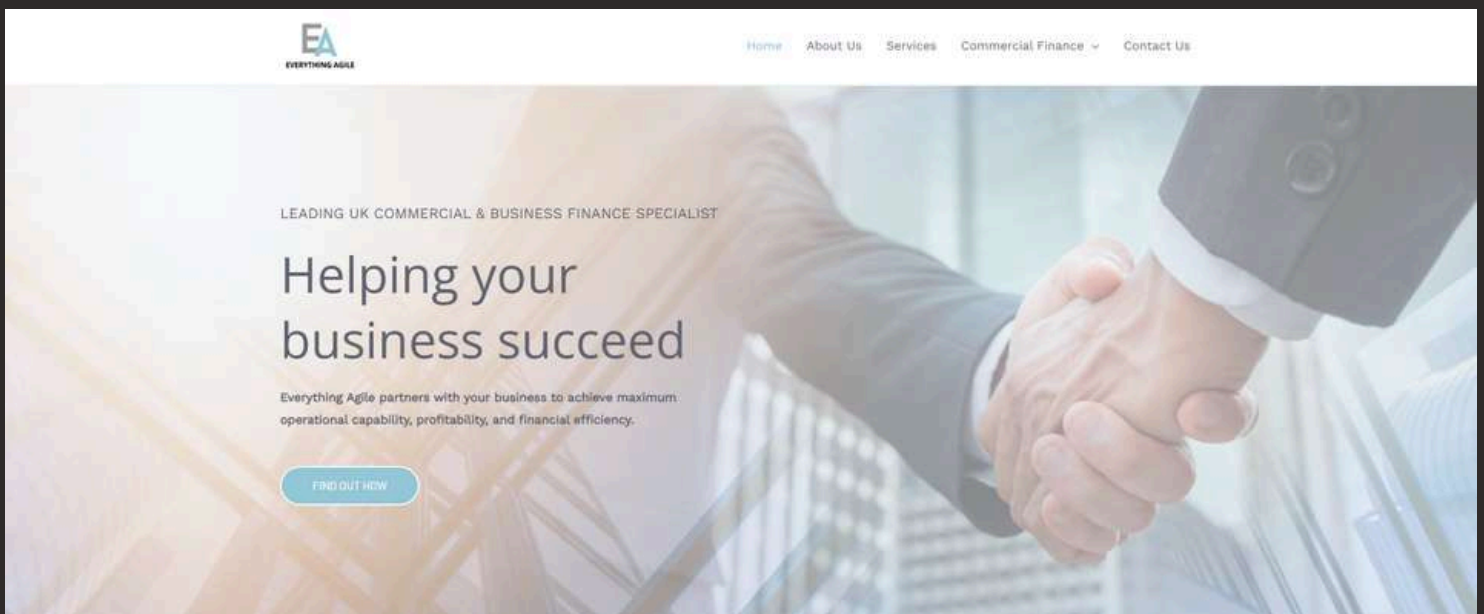 EA
EVERYTHING AGILE
Home About Us Services Commercial Finance Contact Us
LEADING UK COMMERCIAL & BUSINESS FINANCE SPECIALIST
Helping your
business succeed
Everything Agile partners with your business to achieve maximum
operational capability, profitability, and financial efficiency.
FIND OUT HOW